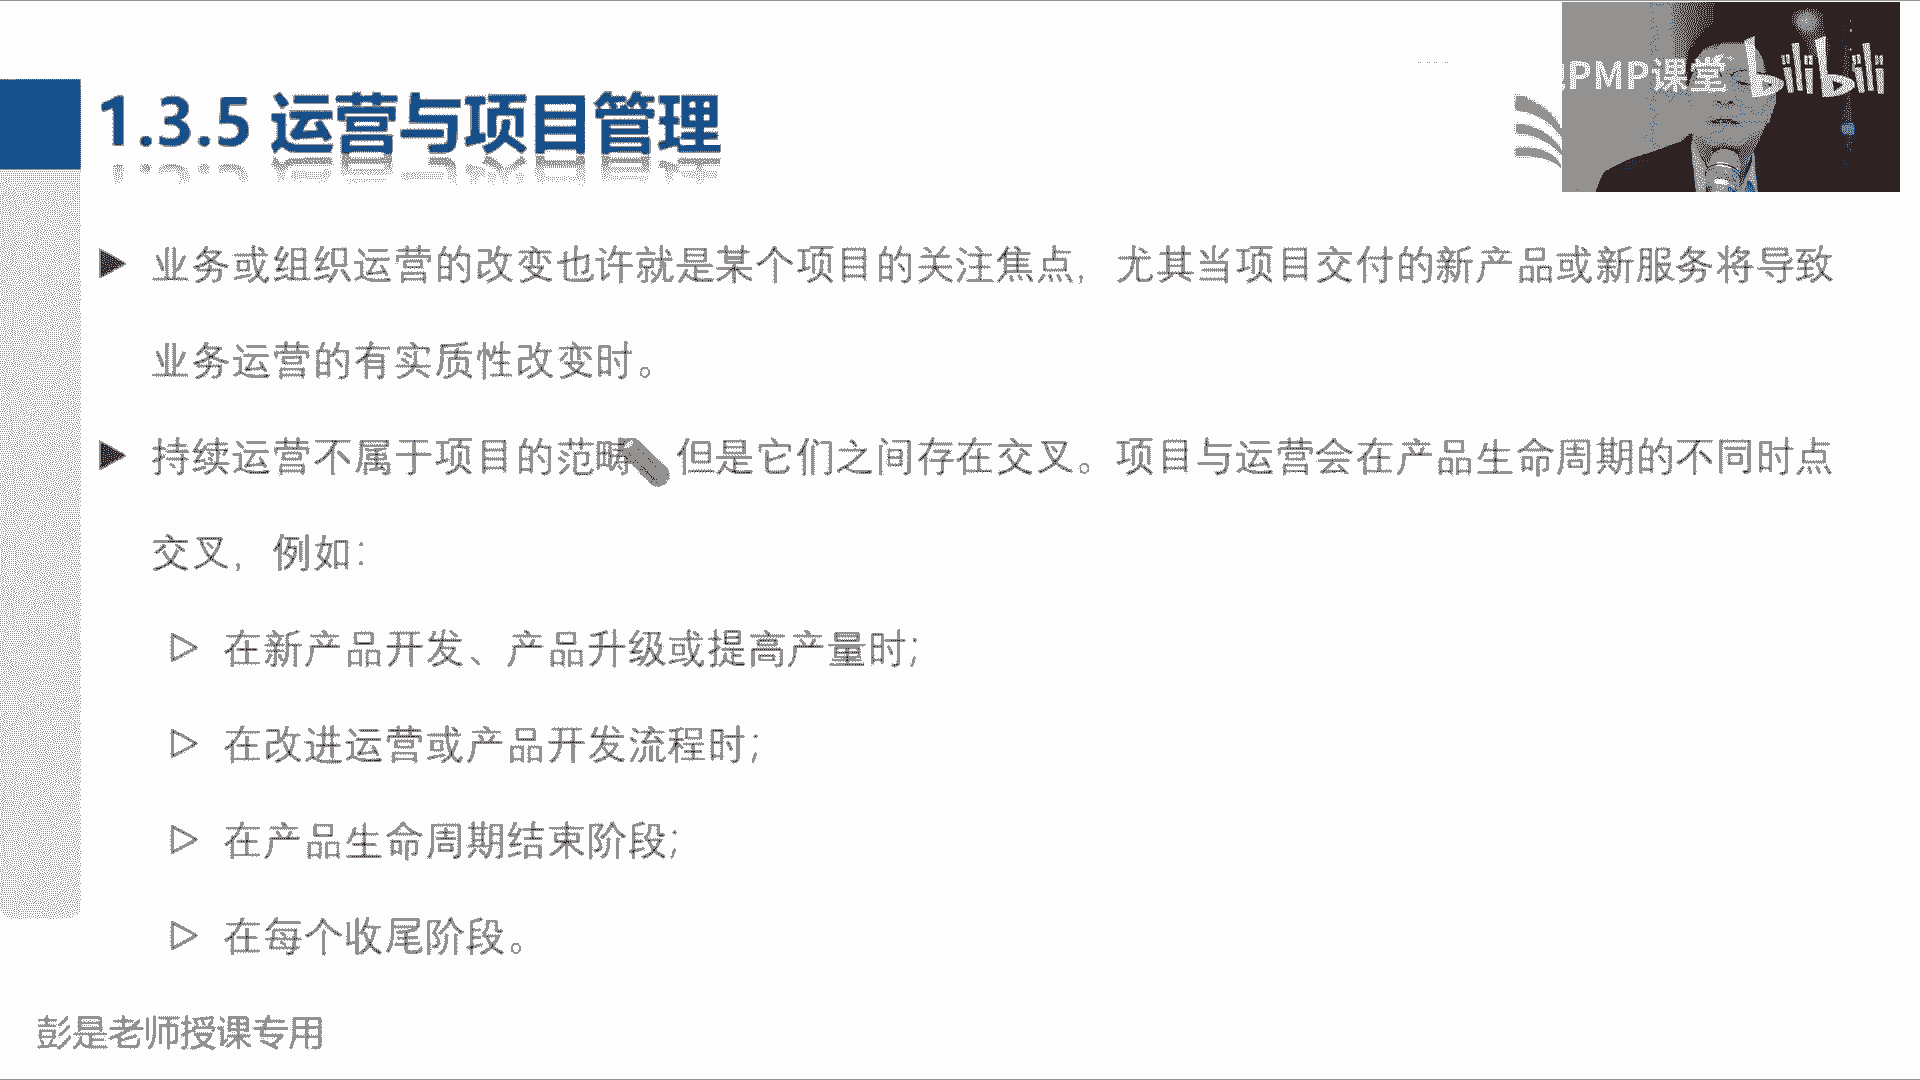 PMP课堂 bilibili
1.3.5 运营与项目管理
业务或组织运营的改变也许就是某个项目的关注焦点，尤其当项目交付的新产品或新服务将导致
业务运营的有实质性改变时。
持续运营不属于项目的范畴，但是它们之间存在交叉。项目与运营会在产品生命周期的不同时点
交叉，例如：
在新产品开发、产品升级或提高产量时；
在改进运营或产品开发流程时；
在产品生命周期结束阶段；
在每个收尾阶段。
彭是老师授课专用